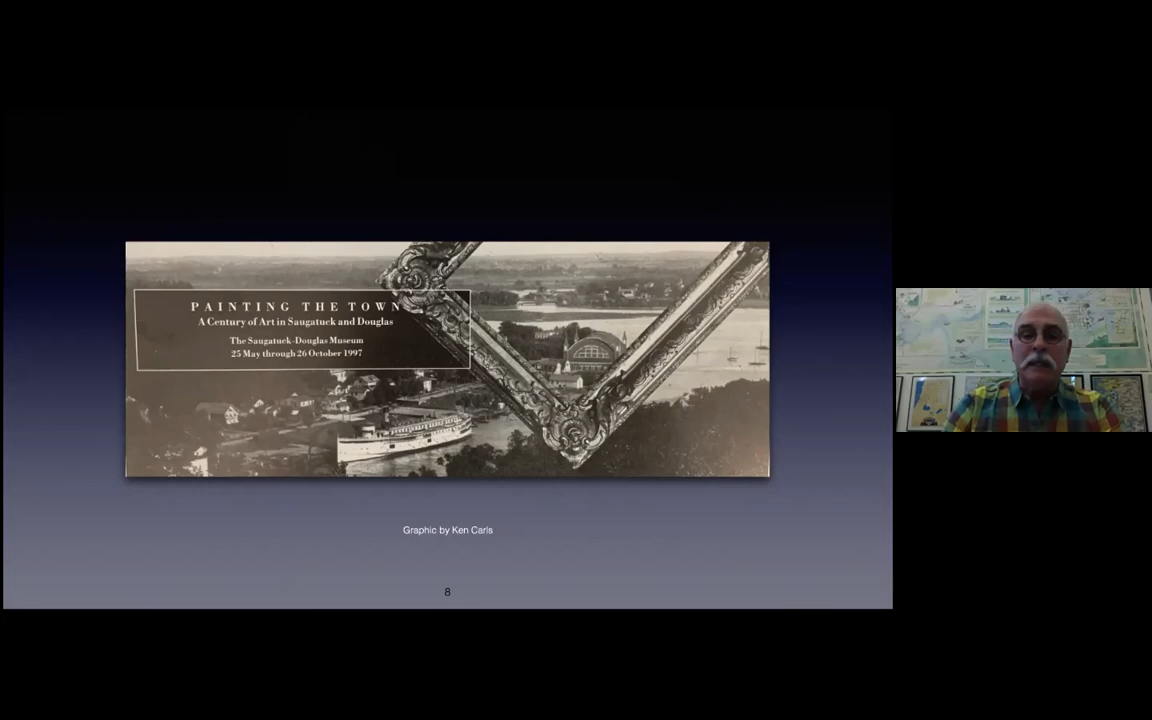 PAINTING THE TOWN
A Century of Art in Saugatuck and Douglas
The Saugatuck-Douglas Museum
25 May through 26 October 1997
Graphic by Ken Carls
8